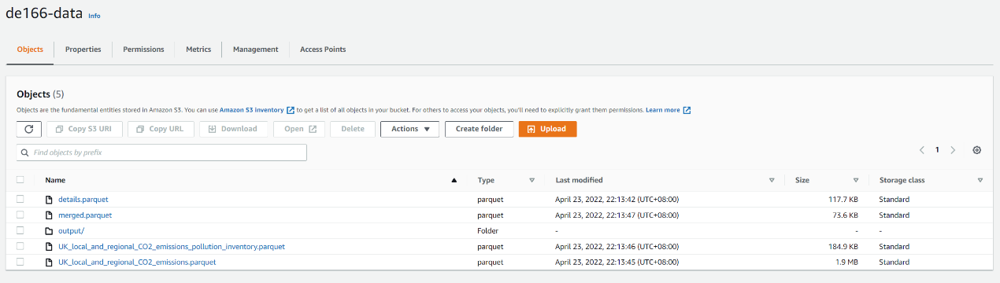 de166-data Info
Objects Properties Permissions Metrics Management Access Points
Objects (5)
Objects are the fundamental entities stored in Amazon S3. You can use Amazon S3 inventory to get a list of all objects in your bucket. For others to access your objects, you'll need to explicitly grant them permissions. Learn more
Copy S3 URI Copy URL Download Open Delete Actions Create folder Upload
Find objects by prefix 1
Name Type Last modified Size Storage class
details.parquet parquet April 23, 2022, 22:13:42 (UTC+08:00) 117.7 KB Standard
merged.parquet parquet April 23, 2022, 22:13:47 (UTC+08:00) 73.6 KB Standard
output/ Folder - - -
UK_local_and_regional_CO2_emissions_pollution_inventory.parquet parquet April 23, 2022, 22:13:46 (UTC+08:00) 184.9 KB Standard
UK_local_and_regional_CO2_emissions.parquet parquet April 23, 2022, 22:13:45 (UTC+08:00) 1.9 MB Standard